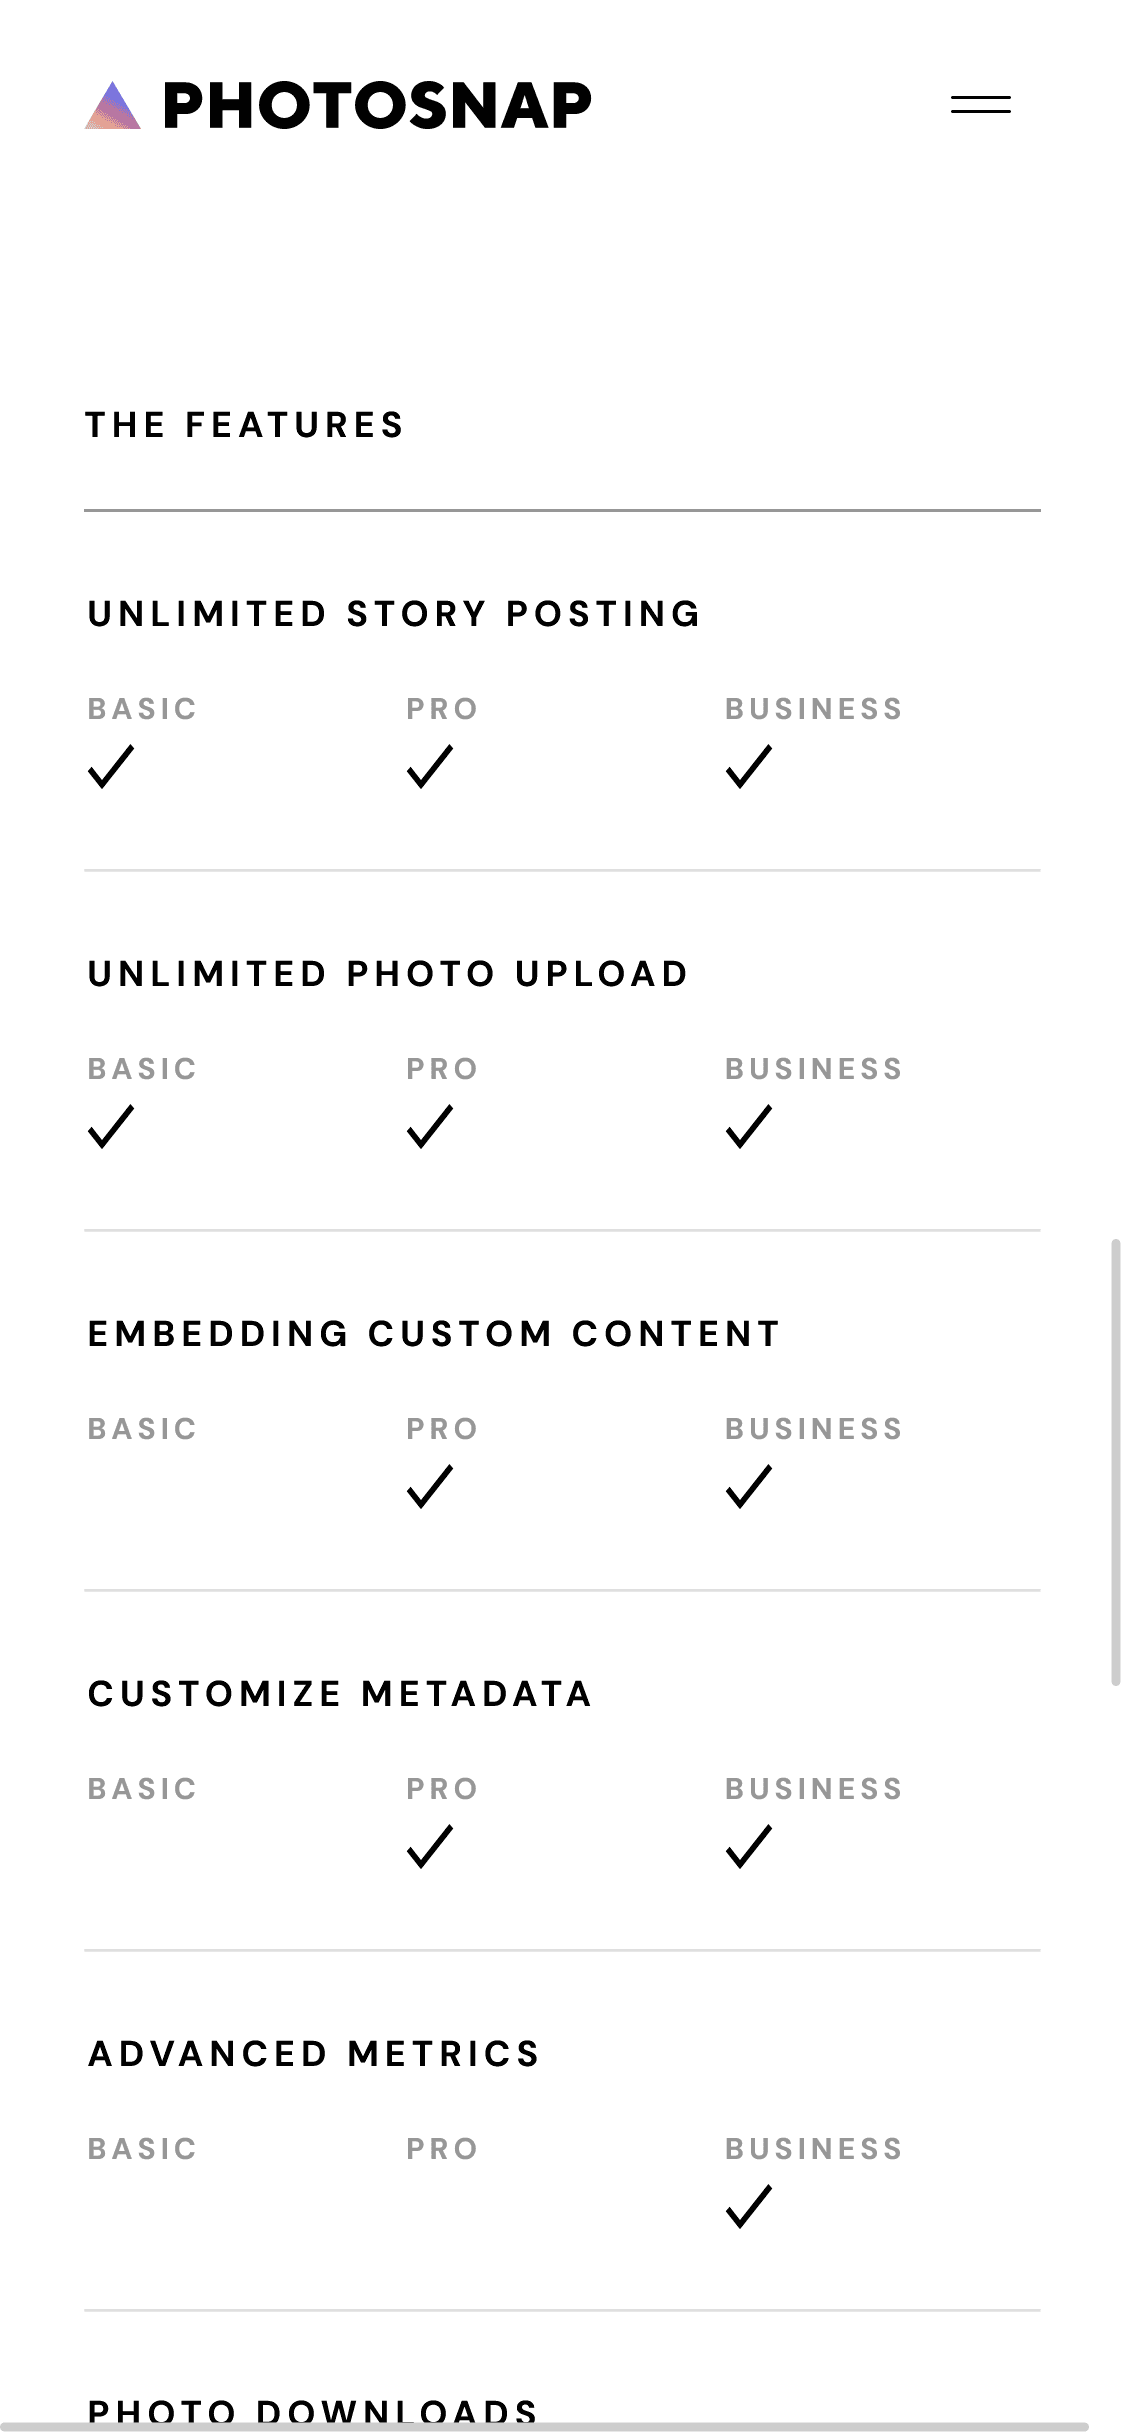 PHOTOSNAP
THE FEATURES
UNLIMITED STORY POSTING
BASIC PRO BUSINESS
UNLIMITED PHOTO UPLOAD
BASIC PRO BUSINESS
EMBEDDING CUSTOM CONTENT
BASIC PRO BUSINESS
CUSTOMIZE METADATA
BASIC PRO BUSINESS
ADVANCED METRICS
BASIC PRO BUSINESS
PHOTO DOWNLOADS